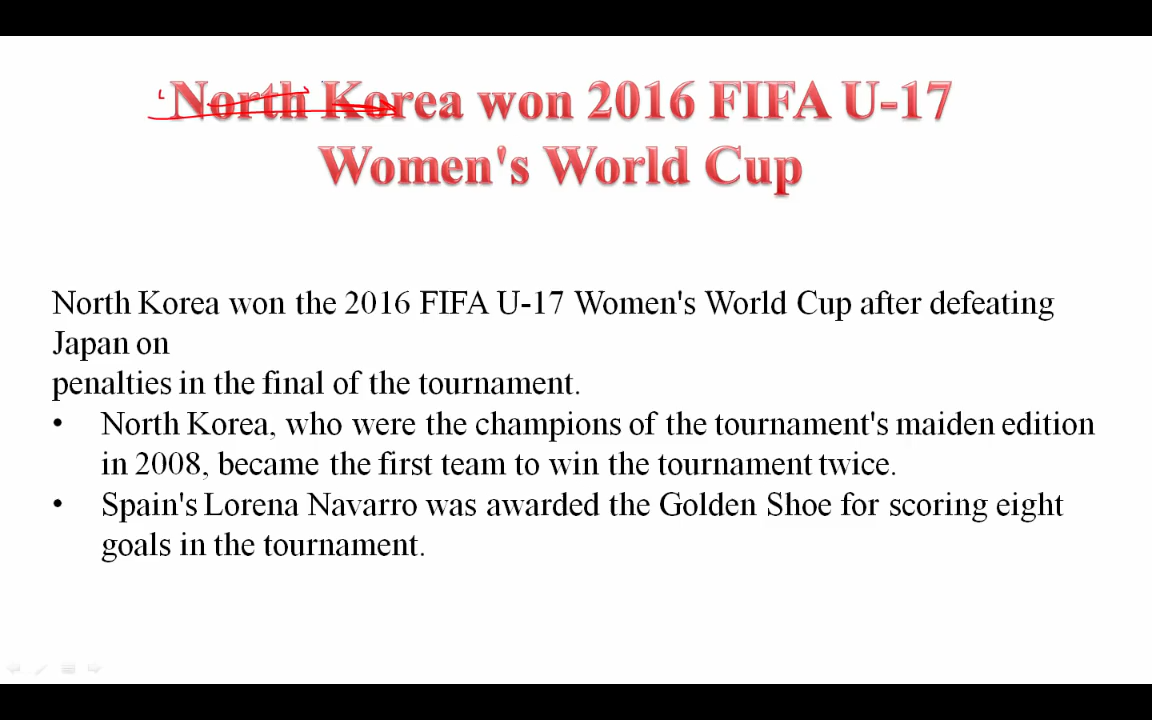 North Korea won 2016 FIFA U-17
Women's World Cup
North Korea won the 2016 FIFA U-17 Women's World Cup after defeating
Japan on
penalties in the final of the tournament.
• North Korea, who were the champions of the tournament's maiden edition
in 2008, became the first team to win the tournament twice.
• Spain's Lorena Navarro was awarded the Golden Shoe for scoring eight
goals in the tournament.